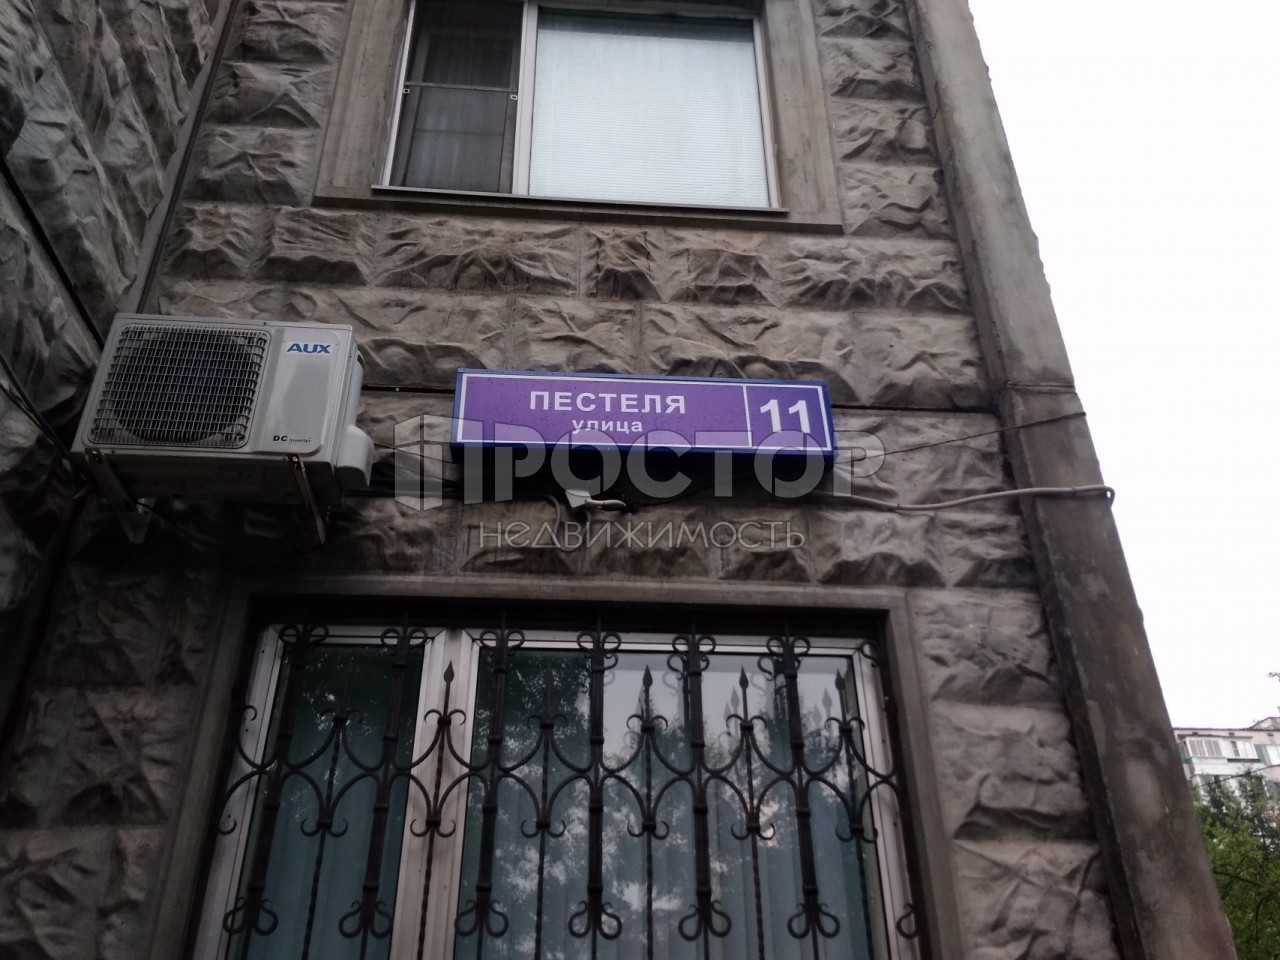 AUX
DC inverter
ПЕСТЕЛЯ
улица
11
ПРОСТОР
НЕДВИЖИМОСТЬ